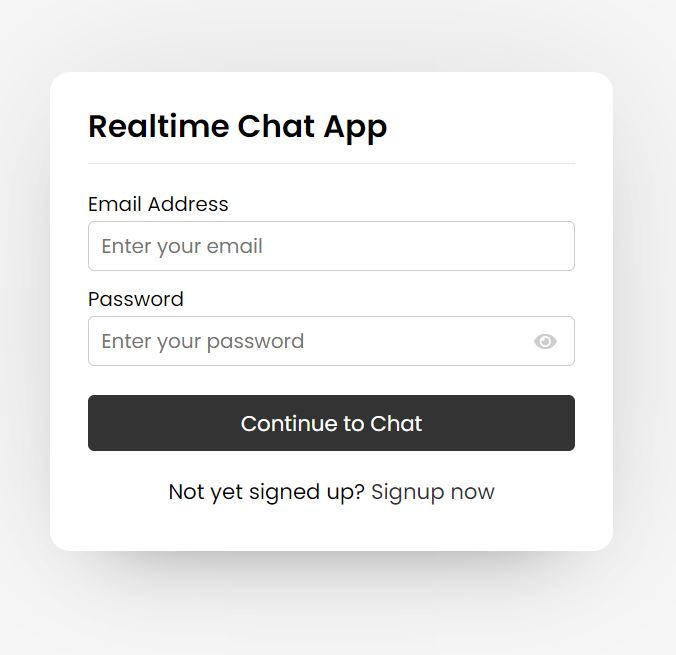 Realtime Chat App
Email Address
Enter your email
Password
Enter your password
Continue to Chat
Not yet signed up? Signup now